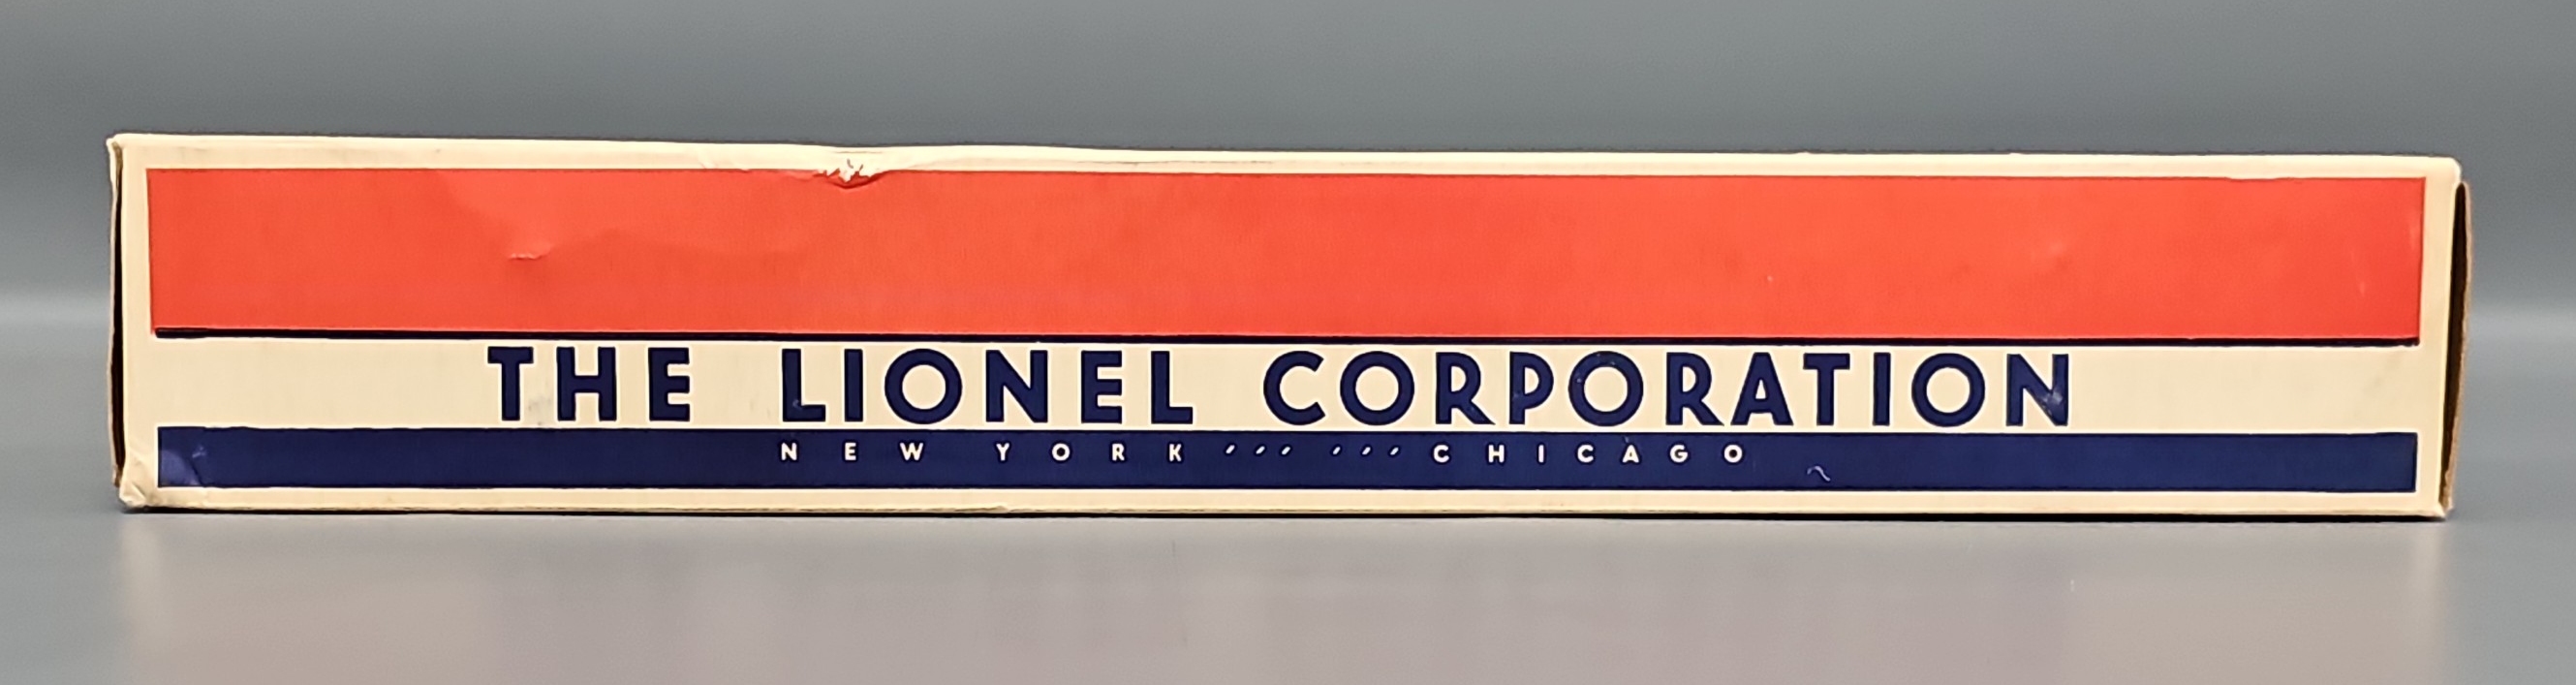 THE LIONEL CORPORATION
NEW YORK ''' ''' CHICAGO